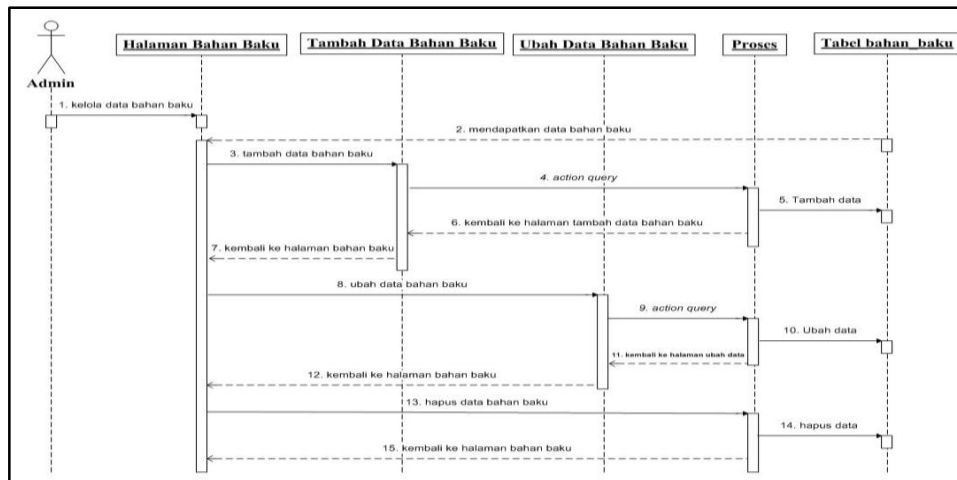 Halaman Bahan Baku
Tambah Data Bahan Baku
Ubah Data Bahan Baku
Proses
Tabel bahan_baku
Admin
1. kelola data bahan baku
2. mendapatkan data bahan baku
3. tambah data bahan baku
4. action query
5. Tambah data
6. kembali ke halaman tambah data bahan baku
7. kembali ke halaman bahan baku
8. ubah data bahan baku
9. action query
10. Ubah data
11. kembali ke halaman ubah data
12. kembali ke halaman bahan baku
13. hapus data bahan baku
14. hapus data
15. kembali ke halaman bahan baku